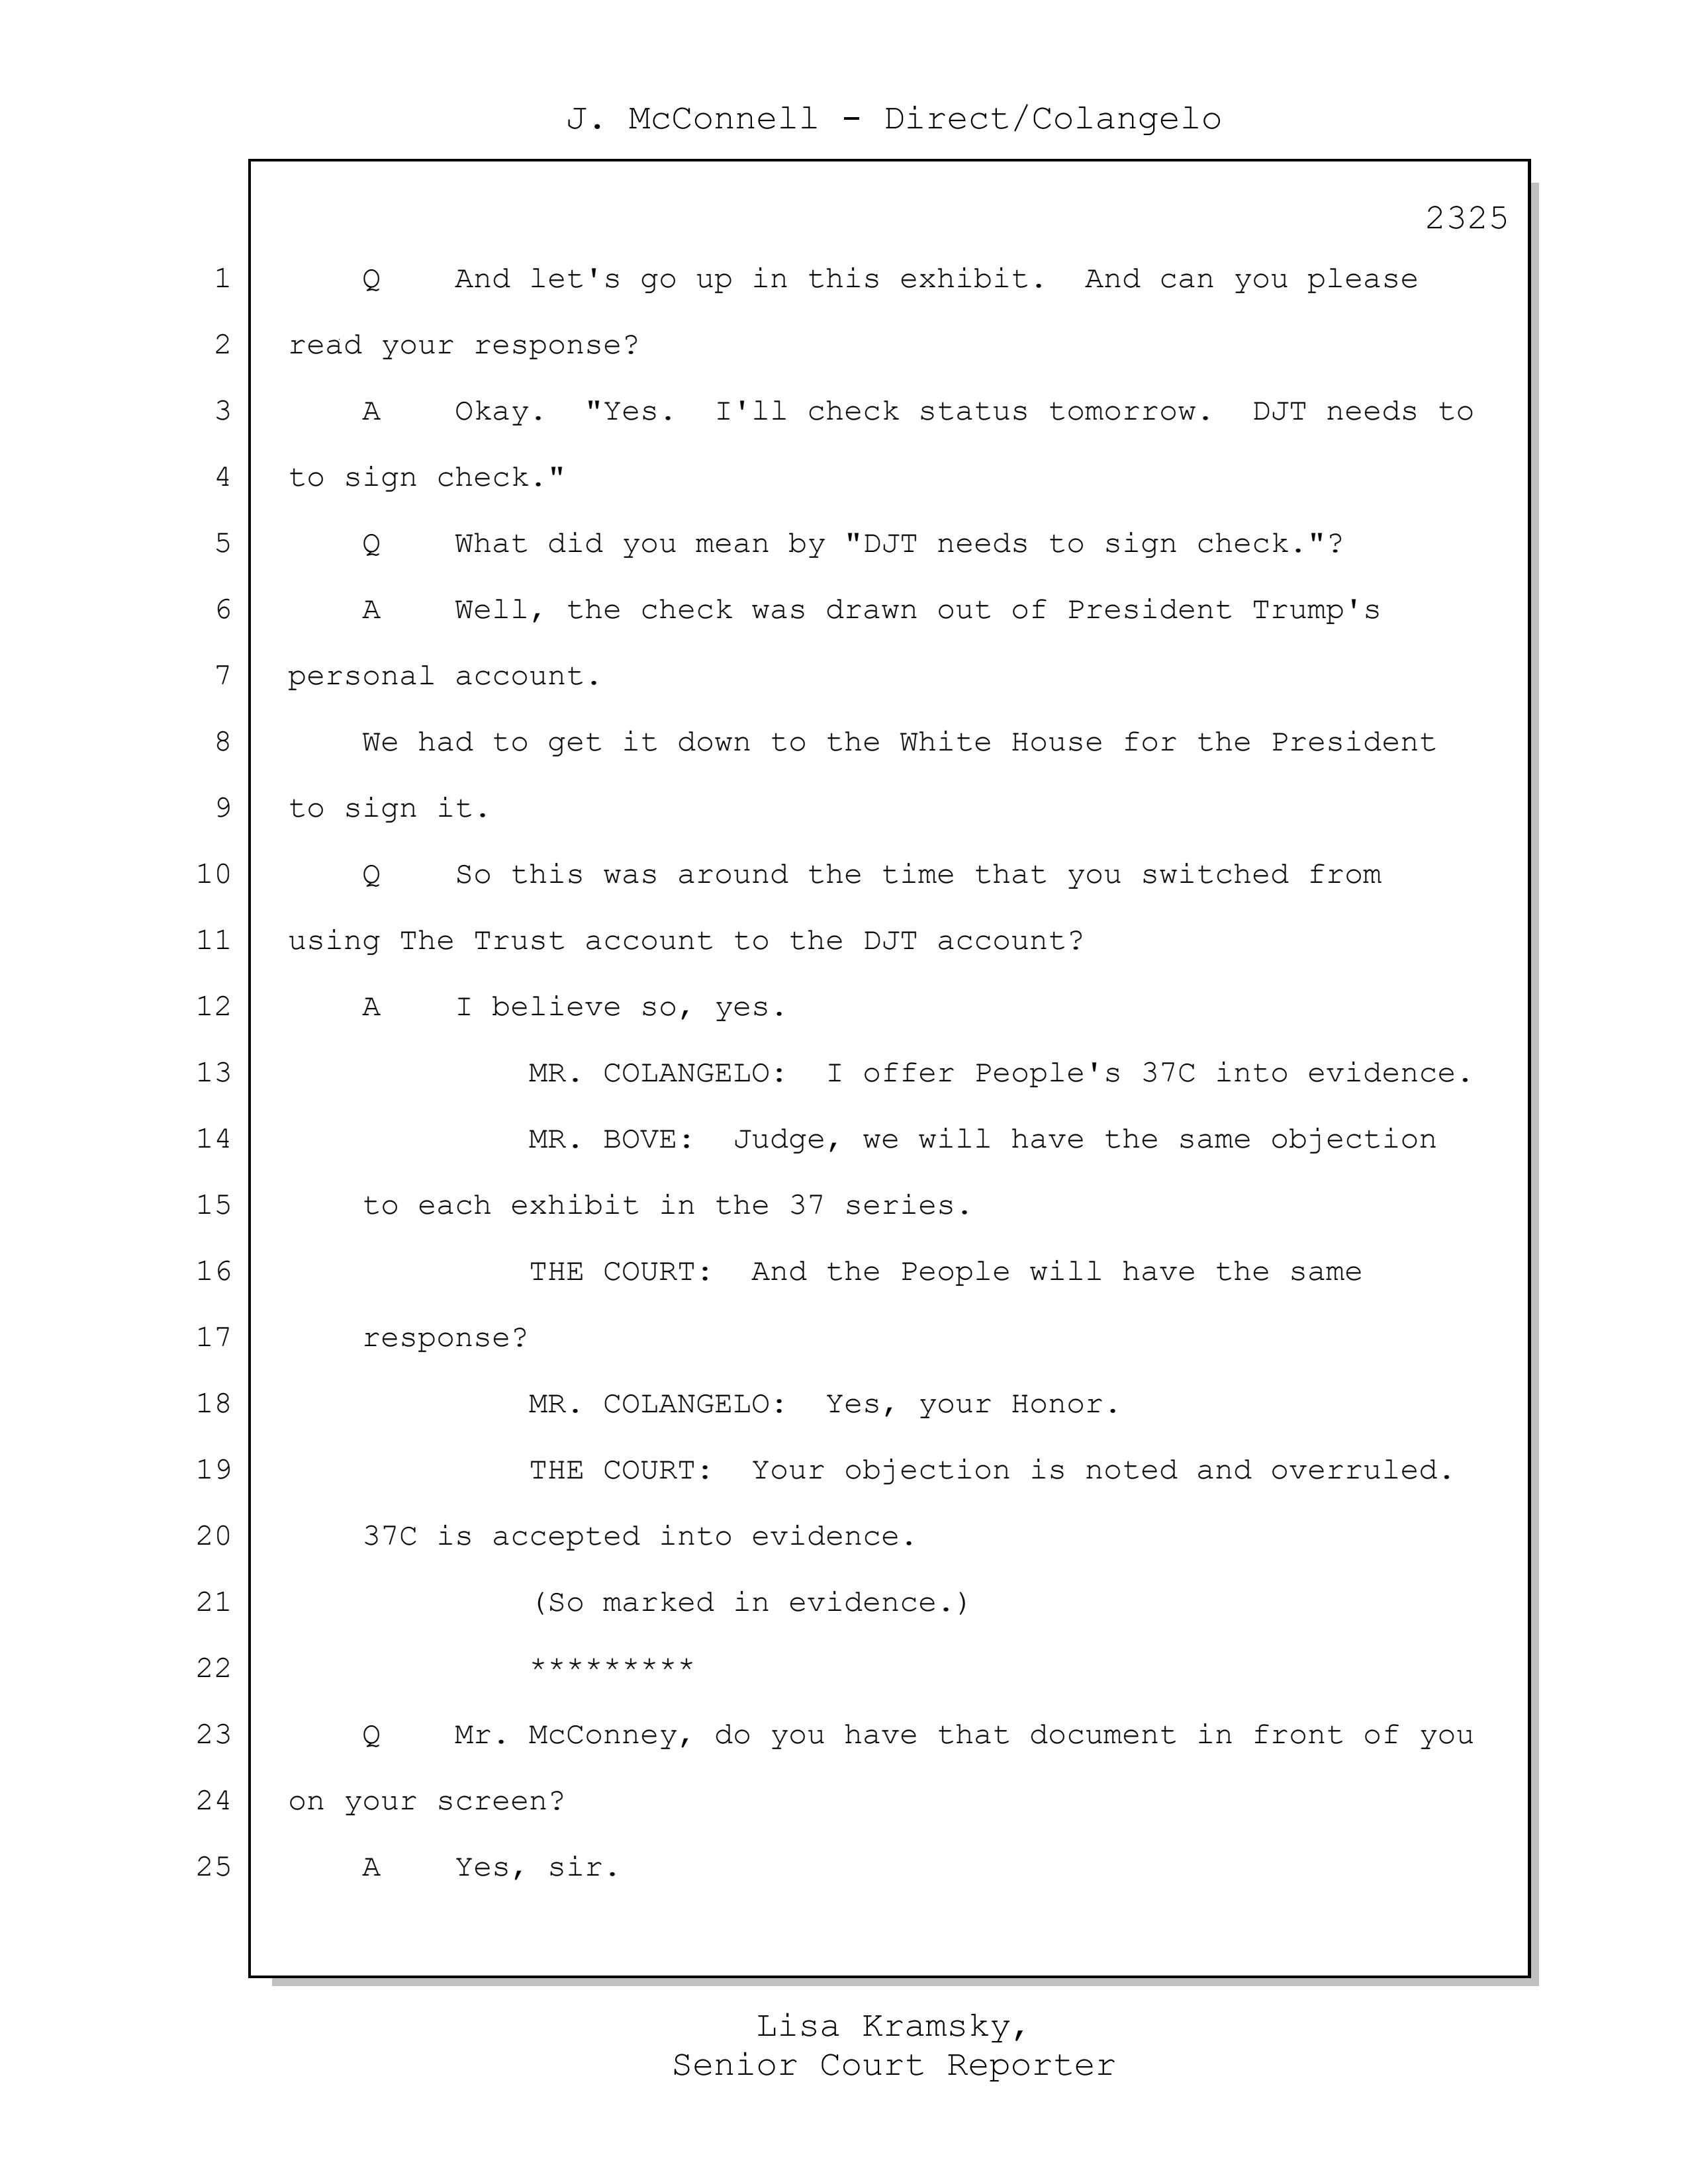 J. McConnell - Direct/Colangelo
2325
1 Q And let's go up in this exhibit. And can you please
2 read your response?
3 A Okay. "Yes. I'll check status tomorrow. DJT needs to
4 to sign check."
5 Q What did you mean by "DJT needs to sign check."?
6 A Well, the check was drawn out of President Trump's
7 personal account.
8 We had to get it down to the White House for the President
9 to sign it.
10 Q So this was around the time that you switched from
11 using The Trust account to the DJT account?
12 A I believe so, yes.
13 MR. COLANGELO: I offer People's 37C into evidence.
14 MR. BOVE: Judge, we will have the same objection
15 to each exhibit in the 37 series.
16 THE COURT: And the People will have the same
17 response?
18 MR. COLANGELO: Yes, your Honor.
19 THE COURT: Your objection is noted and overruled.
20 37C is accepted into evidence.
21 (So marked in evidence.)
22 *********
23 Q Mr. McConney, do you have that document in front of you
24 on your screen?
25 A Yes, sir.
Lisa Kramsky,
Senior Court Reporter